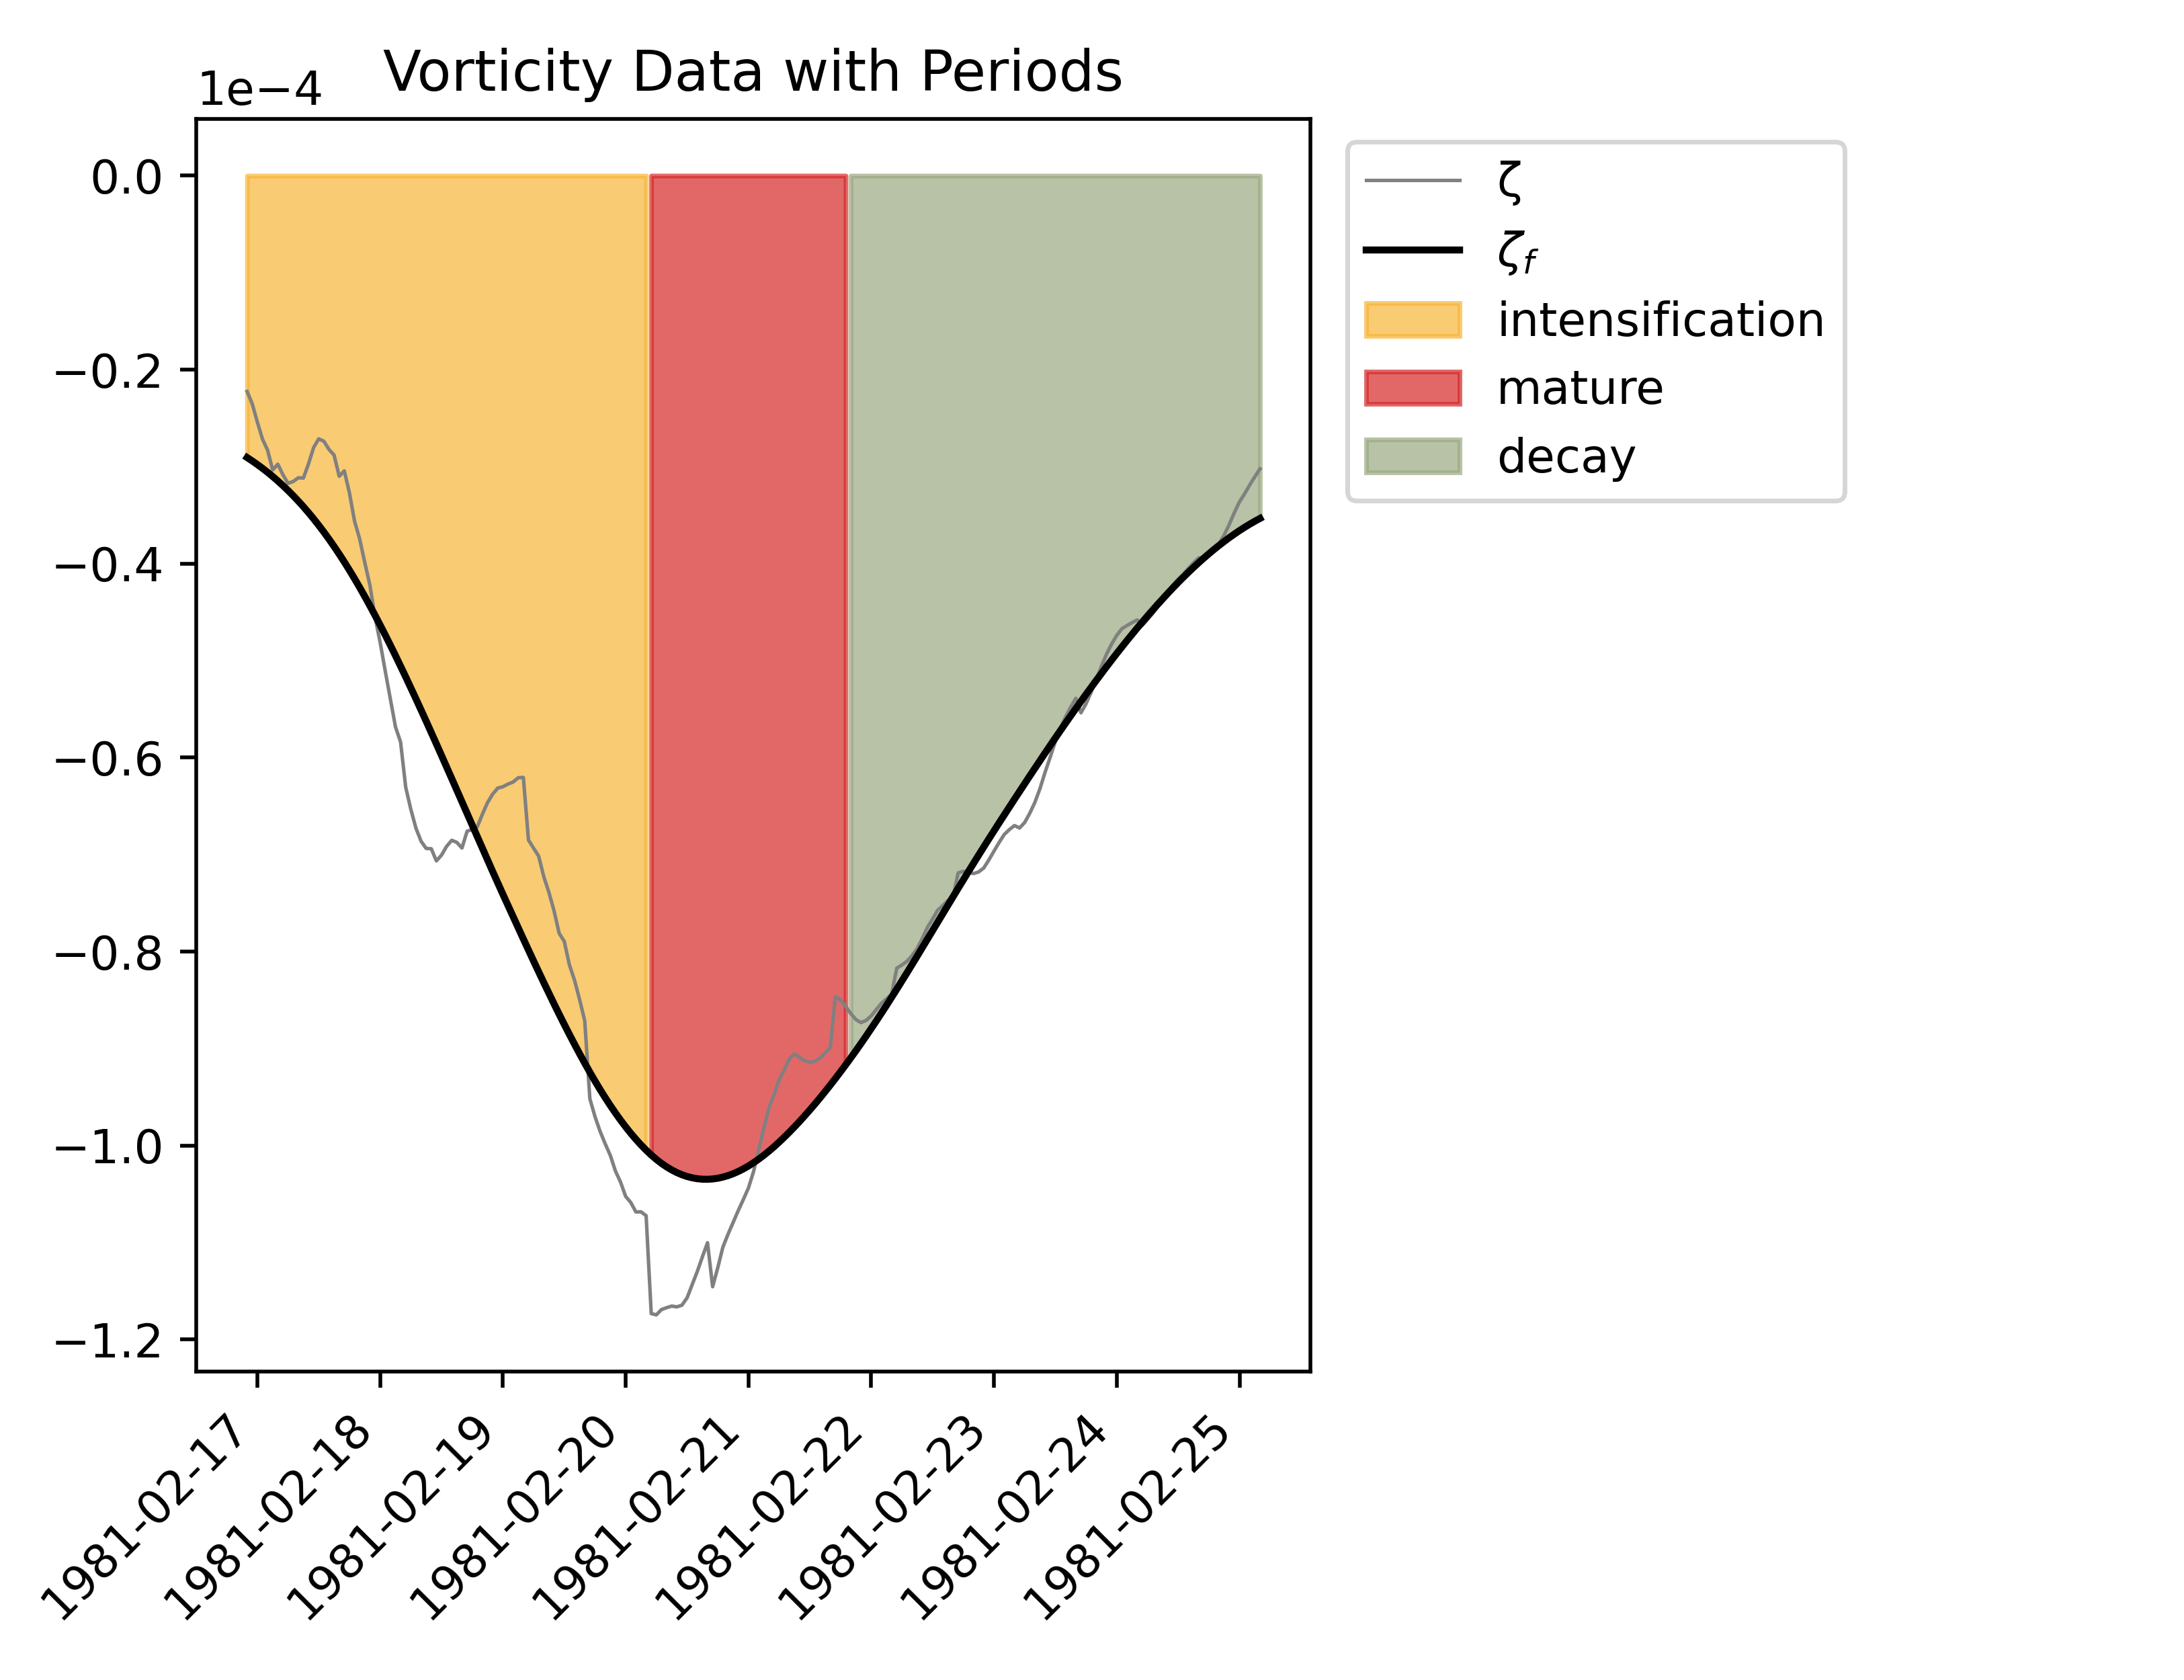 Vorticity Data with Periods
1e−4
0.0
−0.2
−0.4
−0.6
−0.8
−1.0
−1.2
1981-02-17
1981-02-18
1981-02-19
1981-02-20
1981-02-21
1981-02-22
1981-02-23
1981-02-24
1981-02-25
ζ
ζf
intensification
mature
decay